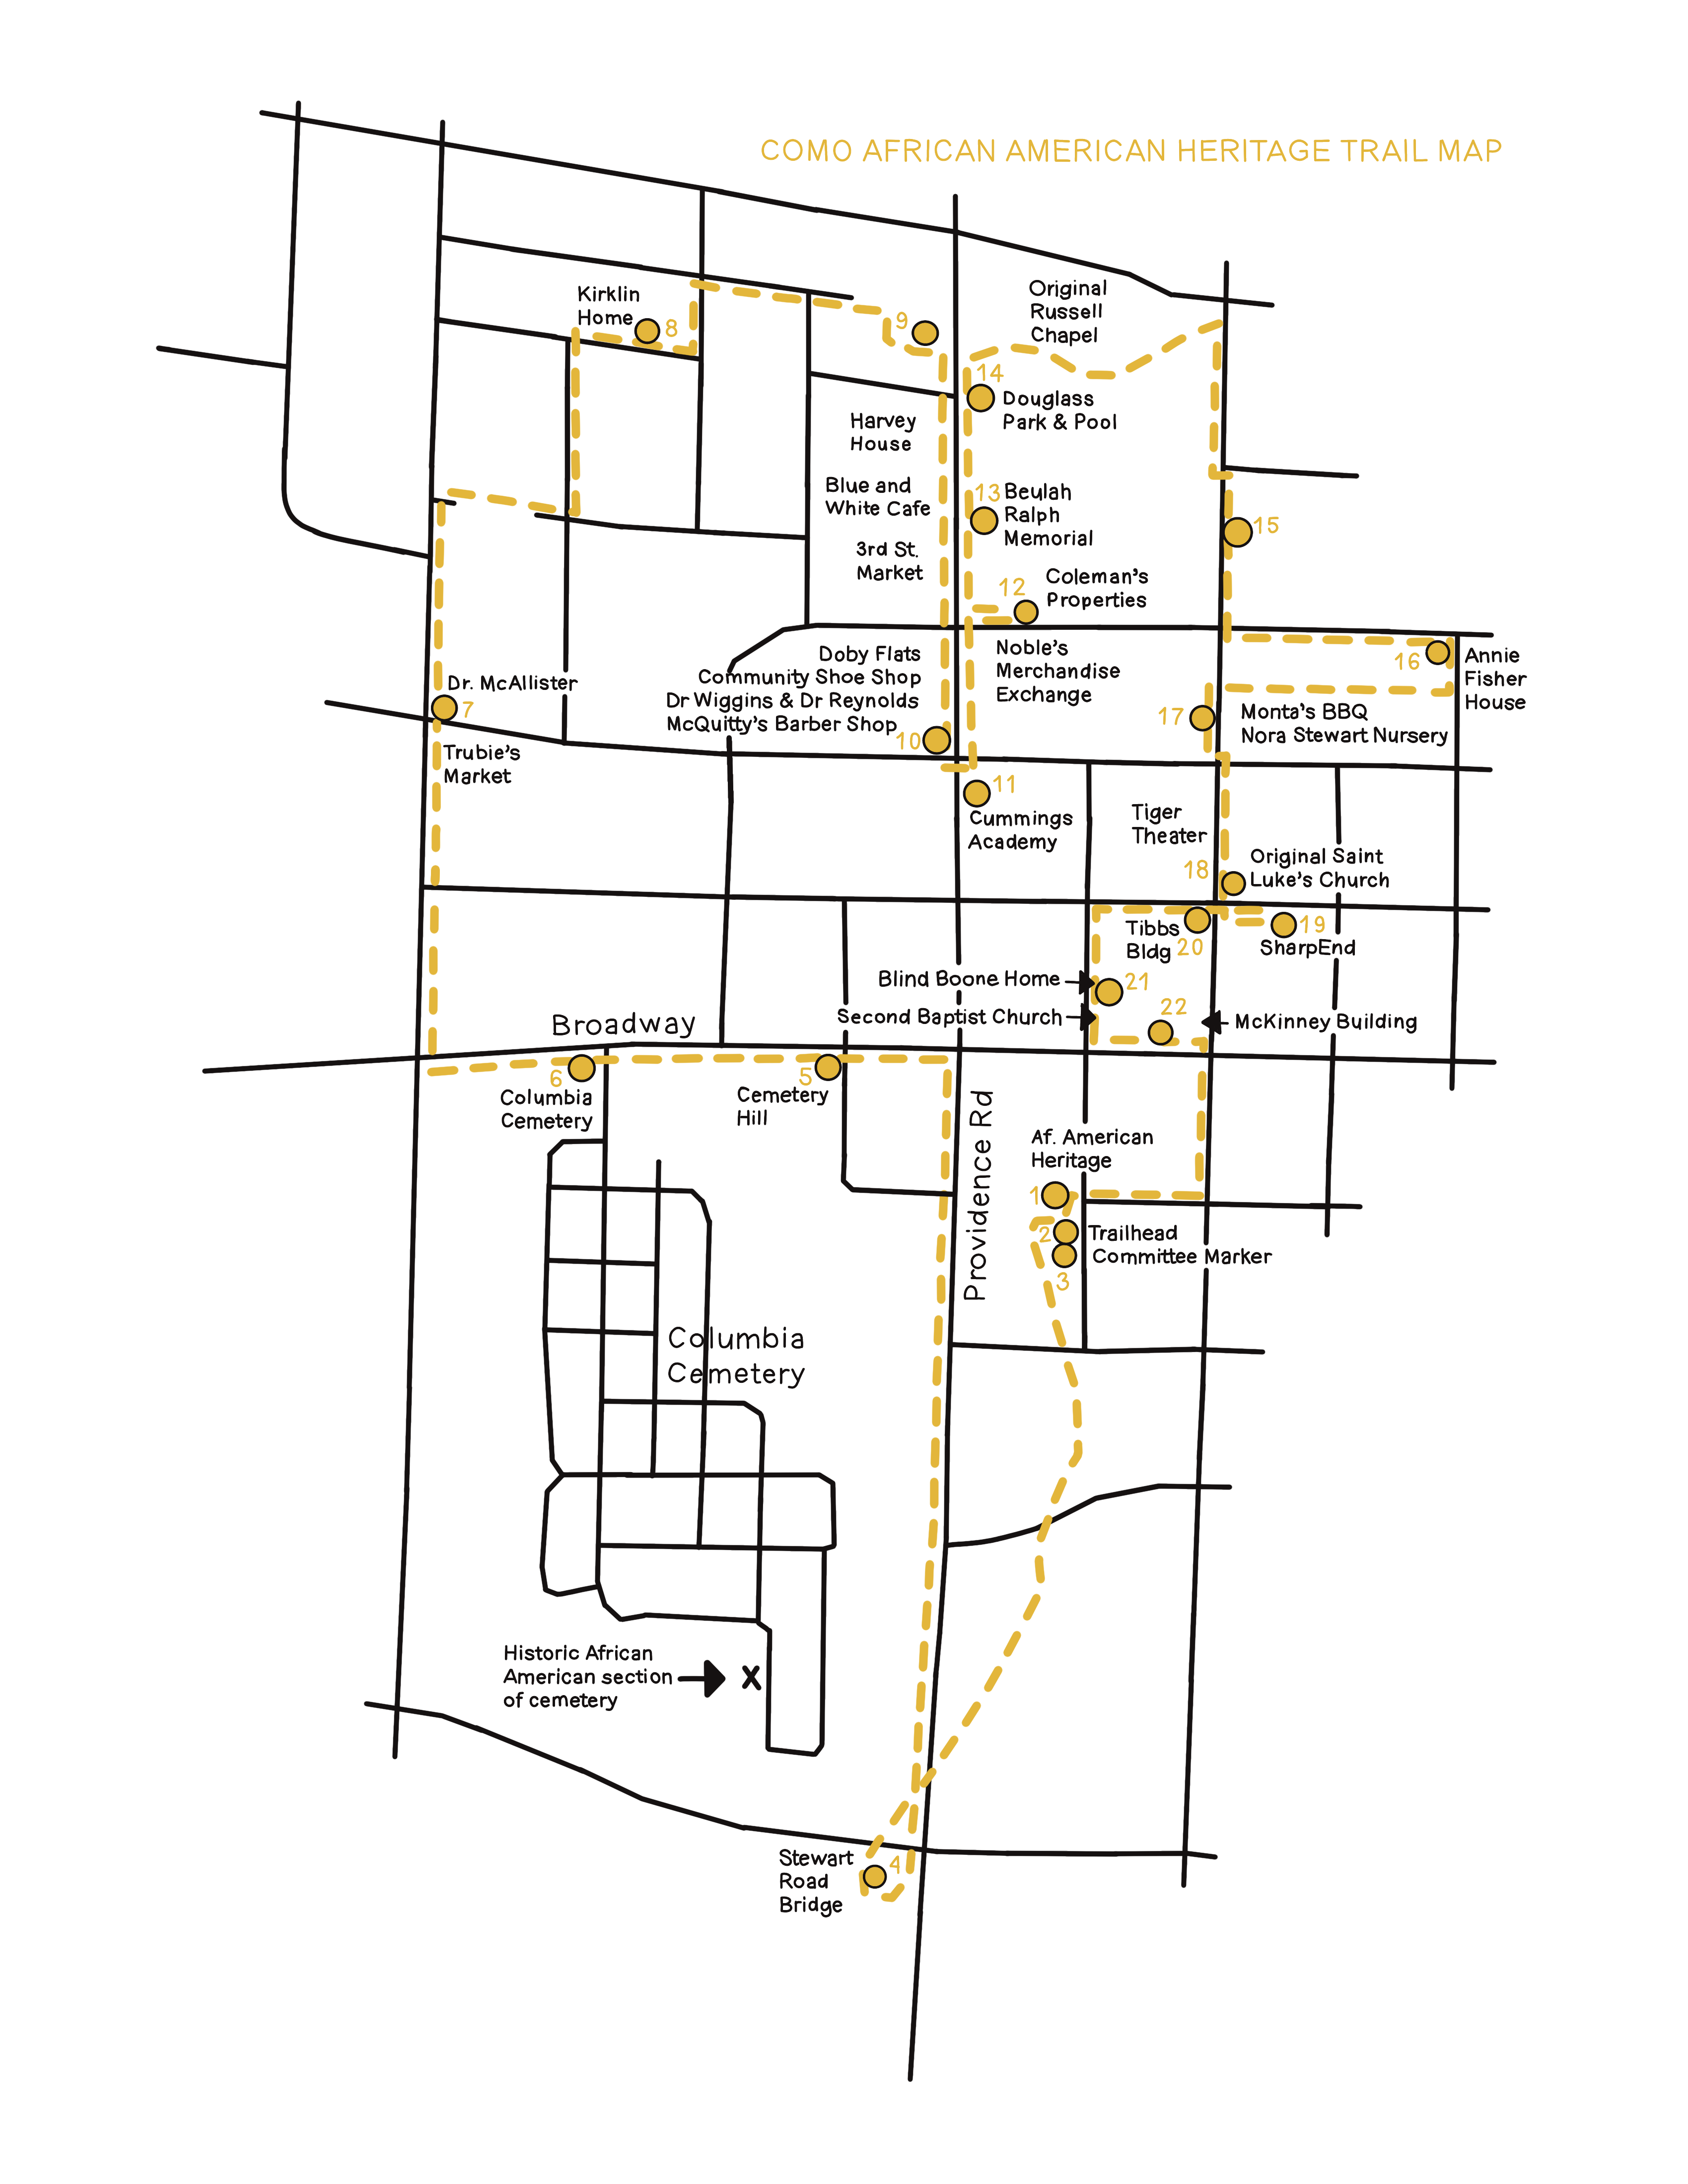 COMO AFRICAN AMERICAN HERITAGE TRAIL MAP
Kirklin
Home
8
9
Original
Russell
Chapel
14
Douglass
Park & Pool
Harvey
House
Blue and
White Cafe
3rd St.
Market
13
Beulah
Ralph
Memorial
15
12
Coleman's
Properties
Doby Flats
Community Shoe Shop
Dr Wiggins & Dr Reynolds
McQuitty's Barber Shop
10
Noble's
Merchandise
Exchange
16
Annie
Fisher
House
Dr. McAllister
7
17
Monta's BBQ
Nora Stewart Nursery
Trubie's
Market
11
Cummings
Academy
Tiger
Theater
18
Original Saint
Luke's Church
Tibbs
Bldg
20
19
SharpEnd
Blind Boone Home
21
Second Baptist Church
22
McKinney Building
Broadway
6
Columbia
Cemetery
5
Cemetery
Hill
Providence Rd
Af. American
Heritage
1
2
Trailhead
Committee Marker
3
Columbia
Cemetery
Historic African
American section
of cemetery
X
Stewart
Road
Bridge
4